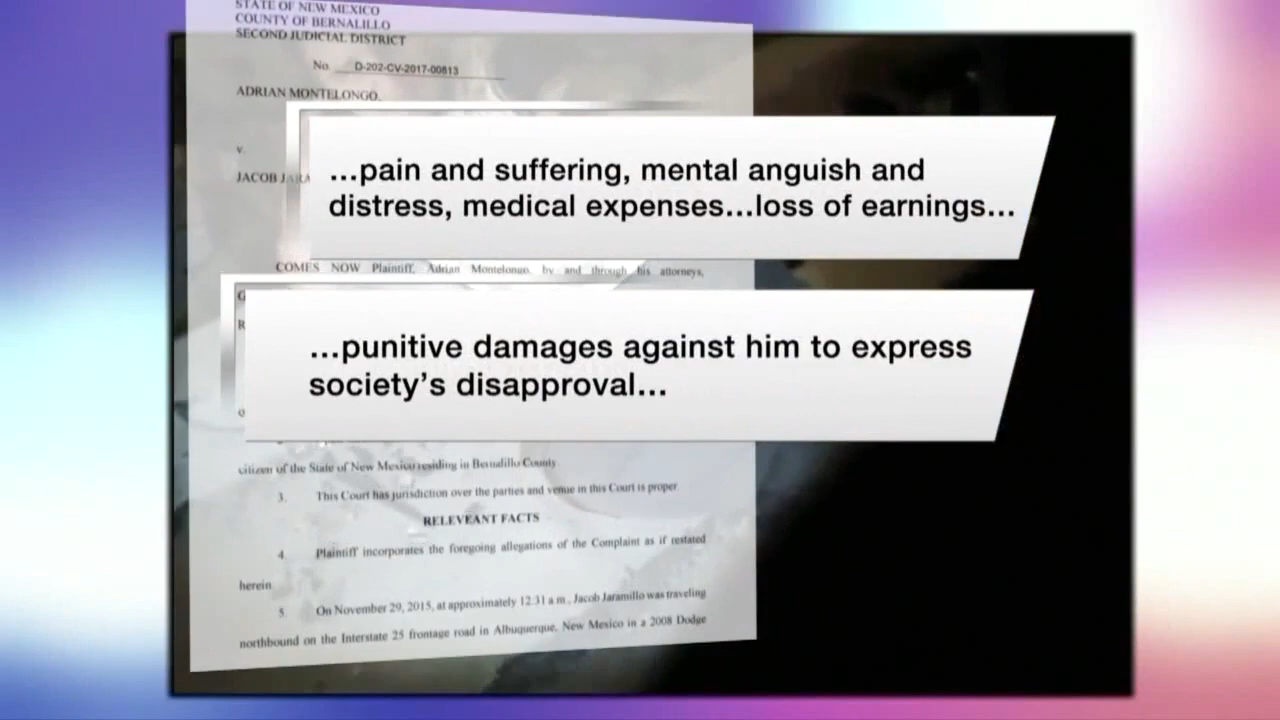 STATE OF NEW MEXICO
COUNTY OF BERNALILLO
SECOND JUDICIAL DISTRICT
No. D-202-CV-2017-00813
ADRIAN MONTELONGO,
v.
JACOB JARA
…pain and suffering, mental anguish and
distress, medical expenses…loss of earnings…
COMES NOW Plaintiff, Adrian Montelongo, by and through his attorneys,
G
R
…punitive damages against him to express
society’s disapproval…
citizen of the State of New Mexico residing in Bernalillo County.
3. This Court has jurisdiction over the parties and venue in this Court is proper.
RELEVEANT FACTS
4. Plaintiff incorporates the foregoing allegations of the Complaint as if restated
herein.
5. On November 29, 2015, at approximately 12:31 a.m., Jacob Jaramillo was traveling
northbound on the Interstate 25 frontage road in Albuquerque, New Mexico in a 2008 Dodge